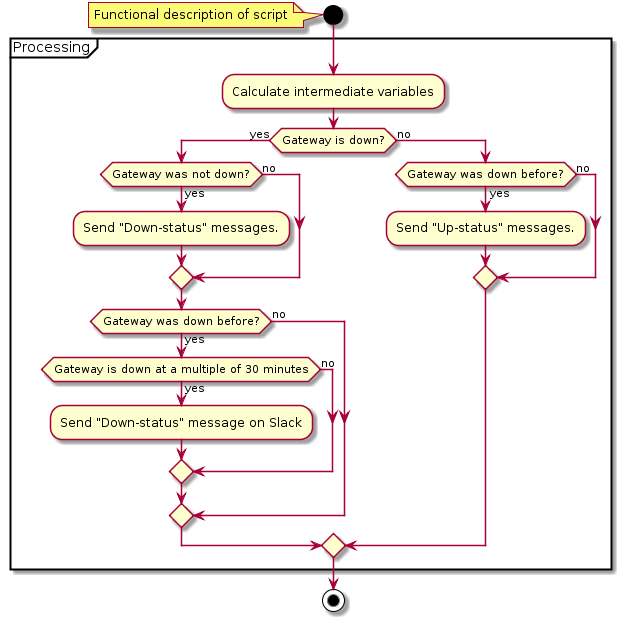 Functional description of script
Processing
Calculate intermediate variables
yes
Gateway is down?
no
Gateway was not down?
no
Gateway was down before?
no
yes
yes
Send "Down-status" messages.
Send "Up-status" messages.
Gateway was down before?
no
yes
Gateway is down at a multiple of 30 minutes
no
yes
Send "Down-status" message on Slack